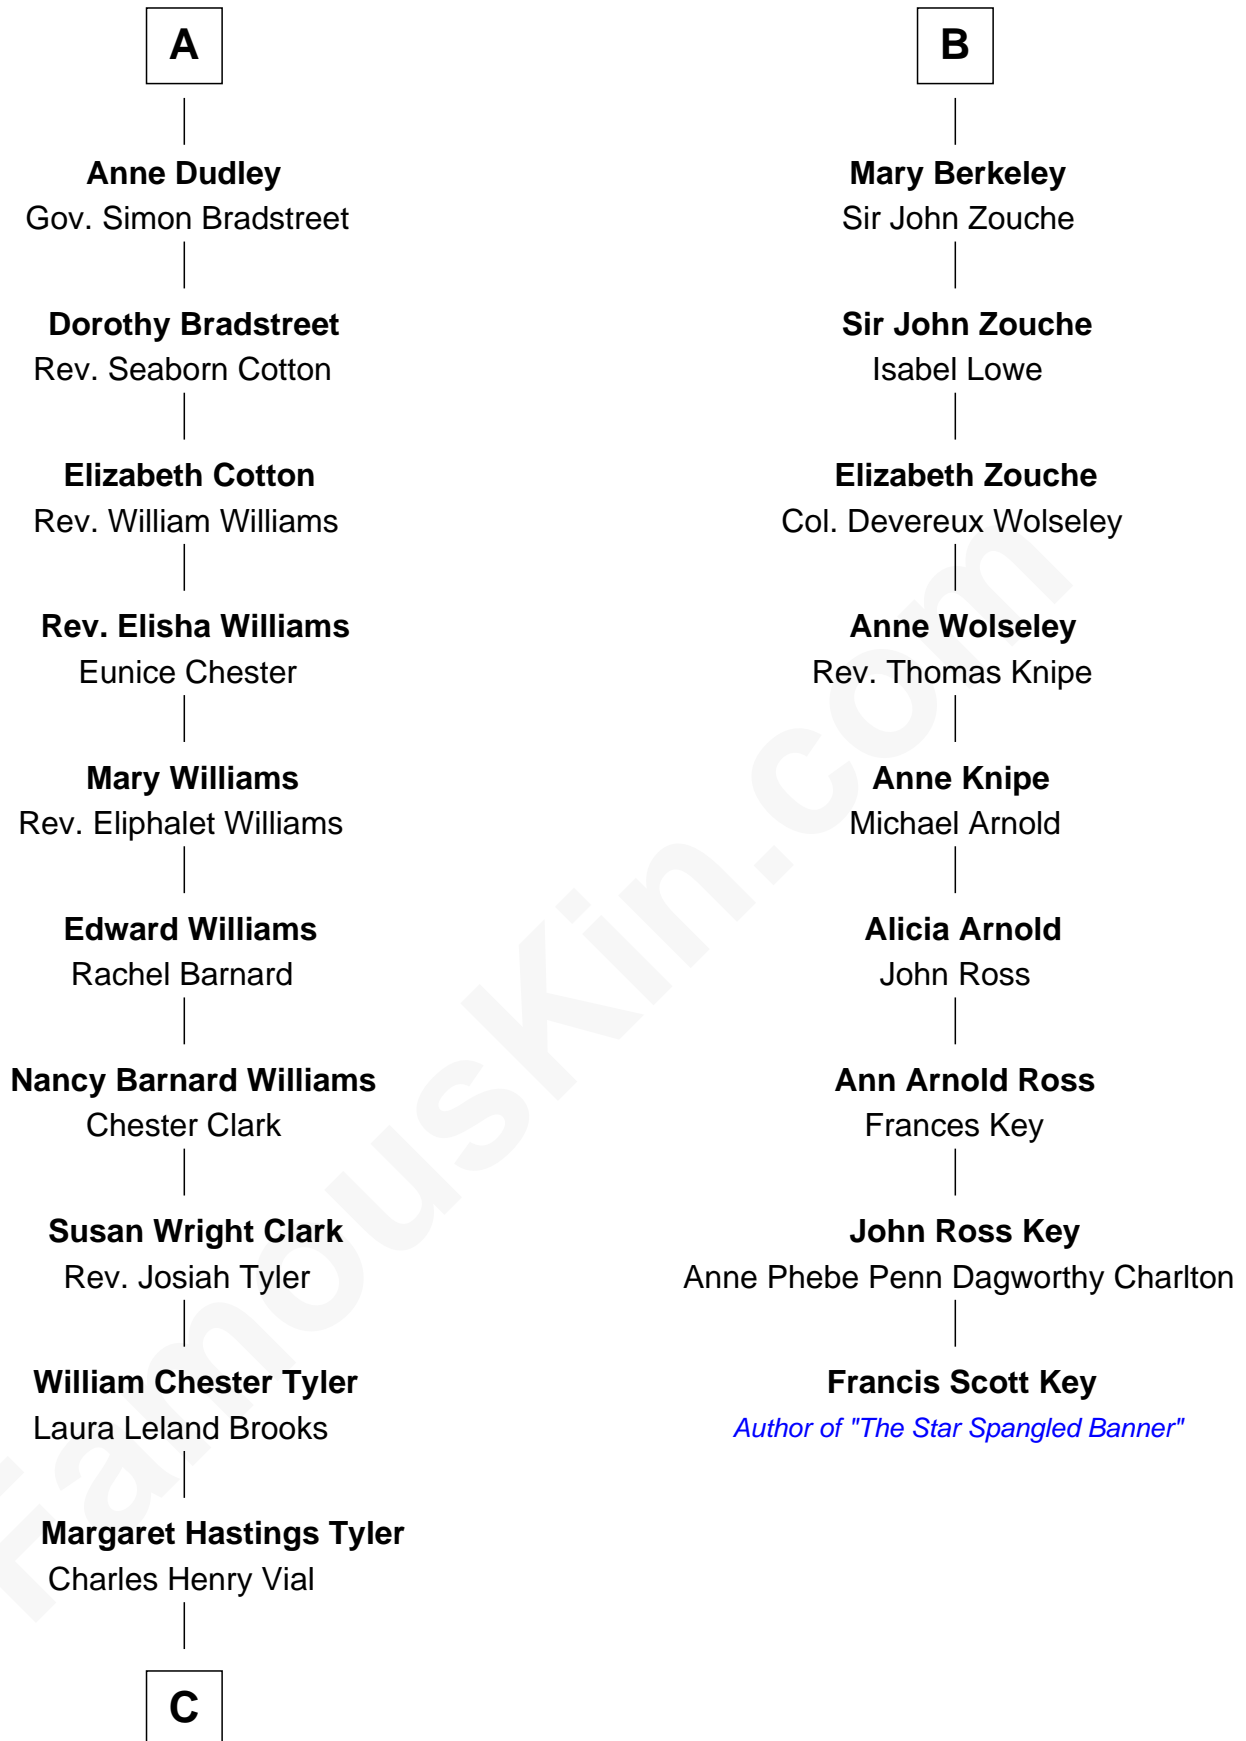 A
Anne Dudley
Gov. Simon Bradstreet
Dorothy Bradstreet
Rev. Seaborn Cotton
Elizabeth Cotton
Rev. William Williams
Rev. Elisha Williams
Eunice Chester
Mary Williams
Rev. Eliphalet Williams
Edward Williams
Rachel Barnard
Nancy Barnard Williams
Chester Clark
Susan Wright Clark
Rev. Josiah Tyler
William Chester Tyler
Laura Leland Brooks
Margaret Hastings Tyler
Charles Henry Vial
C
B
Mary Berkeley
Sir John Zouche
Sir John Zouche
Isabel Lowe
Elizabeth Zouche
Col. Devereux Wolseley
Anne Wolseley
Rev. Thomas Knipe
Anne Knipe
Michael Arnold
Alicia Arnold
John Ross
Ann Arnold Ross
Frances Key
John Ross Key
Anne Phebe Penn Dagworthy Charlton
Francis Scott Key
Author of "The Star Spangled Banner"
FamousKin.com